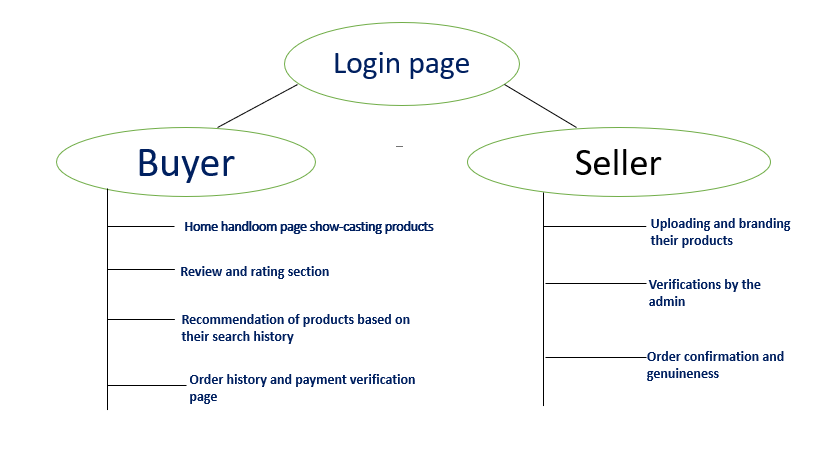 Login page
Buyer
Seller
Home handloom page show-casting products
Review and rating section
Recommendation of products based on
their search history
Order history and payment verification
page
Uploading and branding
their products
Verifications by the
admin
Order confirmation and
genuineness